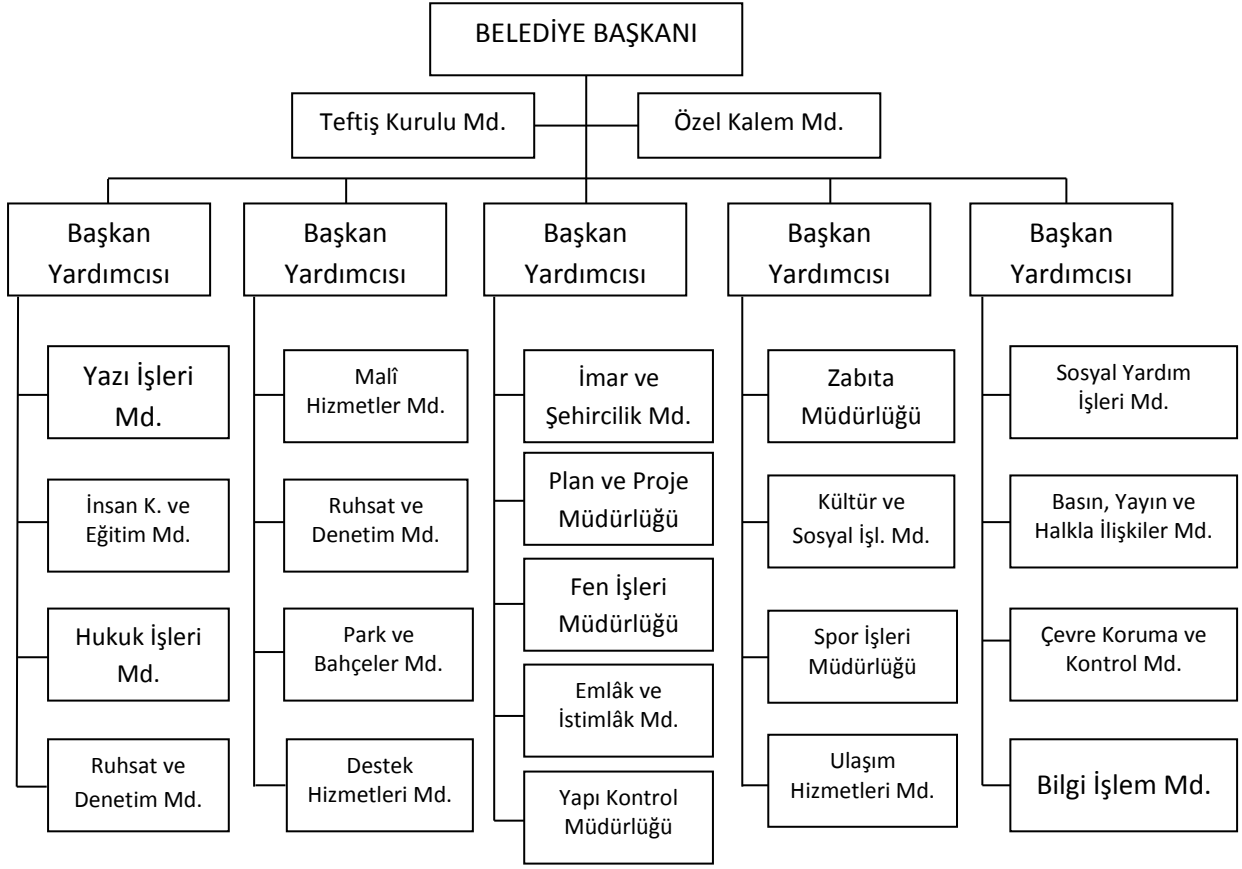 BELEDİYE BAŞKANI
Teftiş Kurulu Md.
Özel Kalem Md.
Başkan
Yardımcısı
Başkan
Yardımcısı
Başkan
Yardımcısı
Başkan
Yardımcısı
Başkan
Yardımcısı
Yazı İşleri
Md.
İnsan K. ve
Eğitim Md.
Hukuk İşleri
Md.
Ruhsat ve
Denetim Md.
Malî
Hizmetler Md.
Ruhsat ve
Denetim Md.
Park ve
Bahçeler Md.
Destek
Hizmetleri Md.
İmar ve
Şehircilik Md.
Plan ve Proje
Müdürlüğü
Fen İşleri
Müdürlüğü
Emlâk ve
İstimlâk Md.
Yapı Kontrol
Müdürlüğü
Zabıta
Müdürlüğü
Kültür ve
Sosyal İşl. Md.
Spor İşleri
Müdürlüğü
Ulaşım
Hizmetleri Md.
Sosyal Yardım
İşleri Md.
Basın, Yayın ve
Halkla İlişkiler Md.
Çevre Koruma ve
Kontrol Md.
Bilgi İşlem Md.